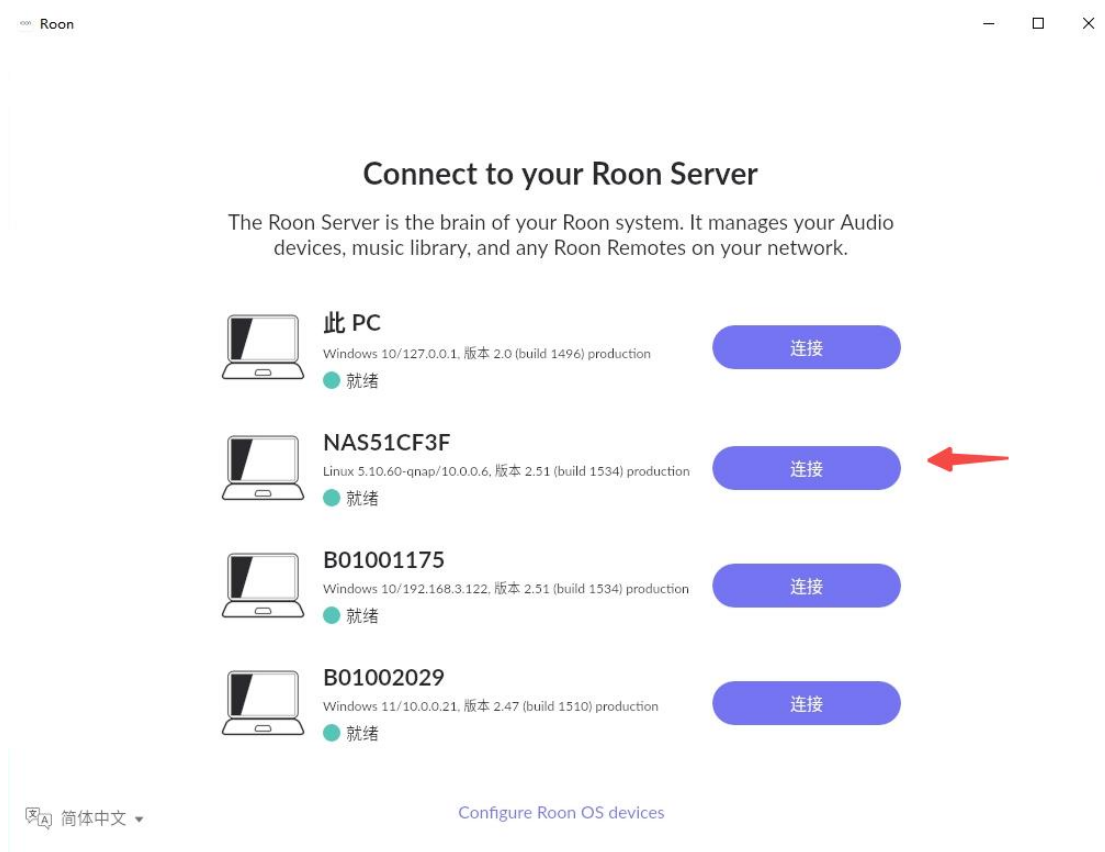 Roon
Connect to your Roon Server
The Roon Server is the brain of your Roon system. It manages your Audio
devices, music library, and any Roon Remotes on your network.
此 PC
Windows 10/127.0.0.1, 版本 2.0 (build 1496) production
就绪
连接
NAS51CF3F
Linux 5.10.60-qnap/10.0.0.6, 版本 2.51 (build 1534) production
就绪
连接
B01001175
Windows 10/192.168.3.122, 版本 2.51 (build 1534) production
就绪
连接
B01002029
Windows 11/10.0.0.21, 版本 2.47 (build 1510) production
就绪
连接
简体中文
Configure Roon OS devices